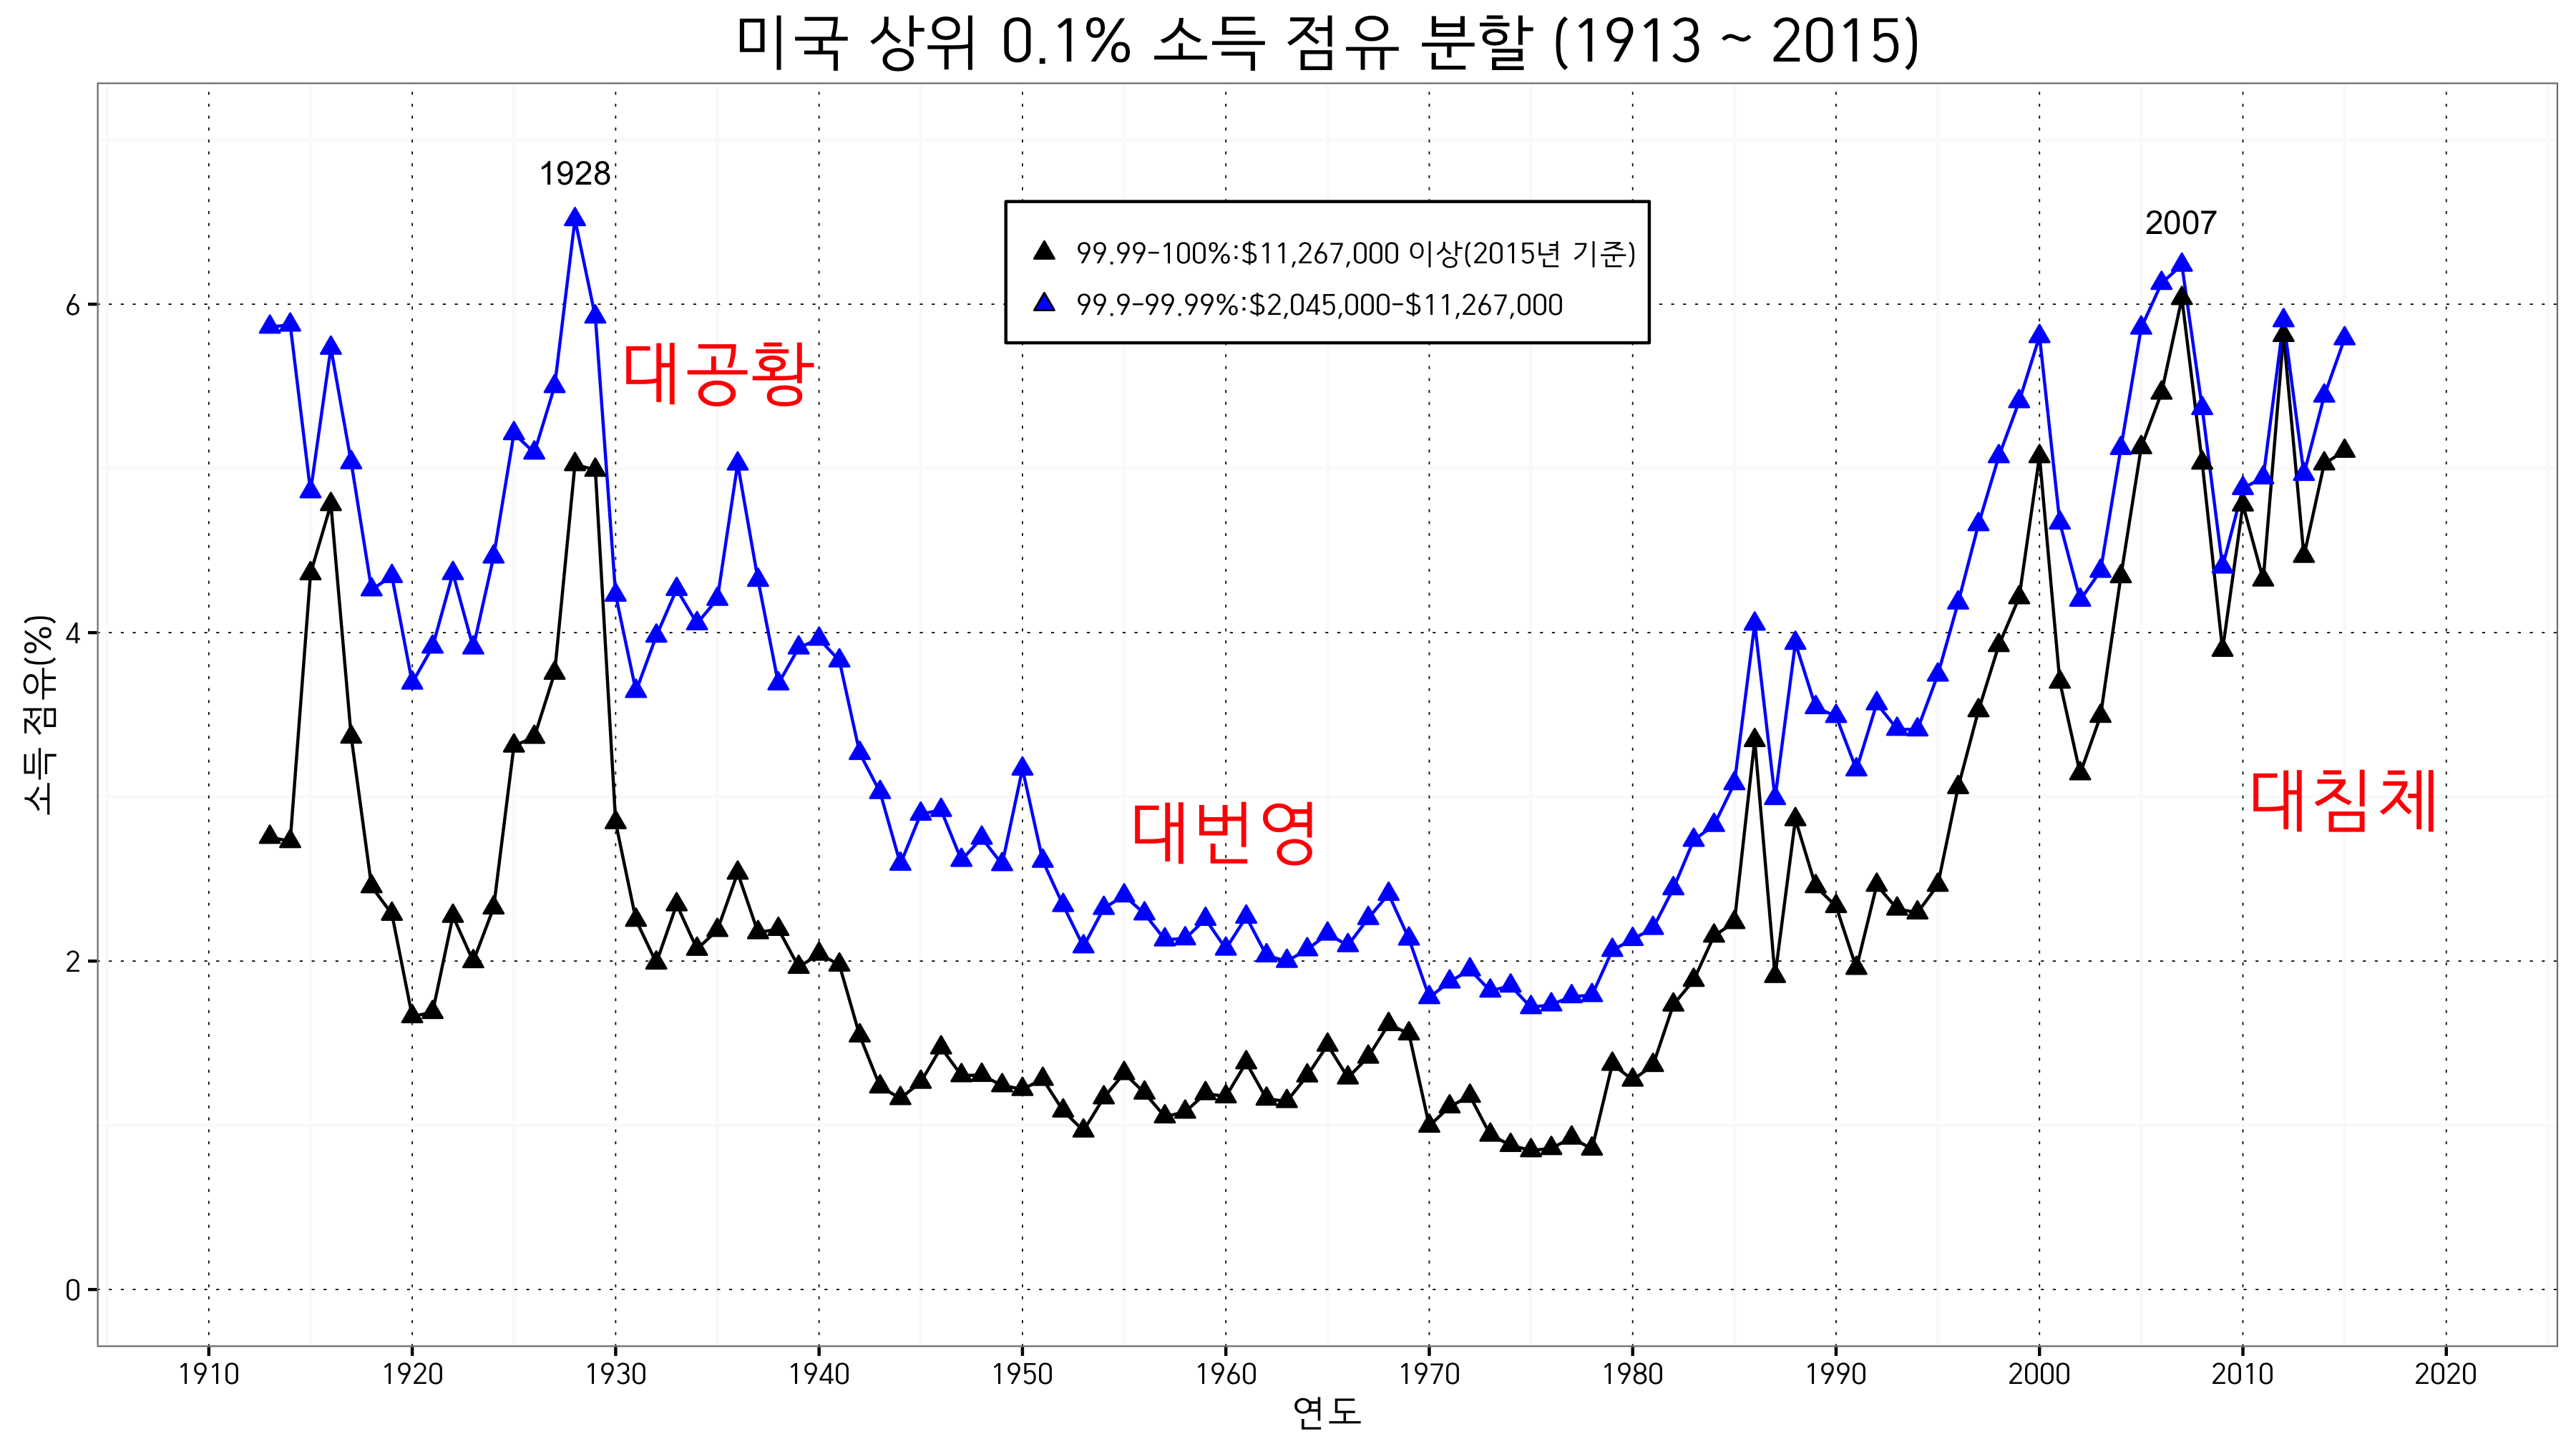 미국 상위 0.1% 소득 점유 분할 (1913 ~ 2015)
1928
2007
99.99-100%:$11,267,000 이상(2015년 기준)
99.9-99.99%:$2,045,000-$11,267,000
대공황
대번영
대침체
소득 점유(%)
6
4
2
0
1910 1920 1930 1940 1950 1960 1970 1980 1990 2000 2010 2020
연도